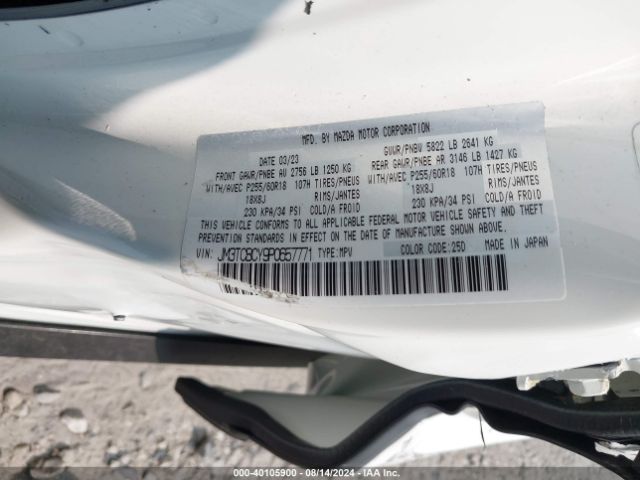 MFD. BY MAZDA MOTOR CORPORATION
DATE 03/23 GVWR/PNBV 5822 LB 2641 KG
FRONT GAWR/PNBE AV 2756 LB 1250 KG REAR GAWR/PNBE AR 3146 LB 1427 KG
WITH/AVEC P255/60R18 107H TIRES/PNEUS WITH/AVEC P255/60R18 107H TIRES/PNEUS
18X8J RIMS/JANTES 18X8J RIMS/JANTES
230 KPA/34 PSI COLD/A FROID 230 KPA/34 PSI COLD/A FROID
THIS VEHICLE CONFORMS TO ALL APPLICABLE FEDERAL MOTOR VEHICLE SAFETY AND THEFT
PREVENTION STANDARDS IN EFFECT ON THE DATE OF MANUFACTURE SHOWN ABOVE.
VIN: JM3TCBCY9P0657771 TYPE:MPV COLOR CODE:25D MADE IN JAPAN
000-40105900 - 08/14/2024 - IAA Inc.